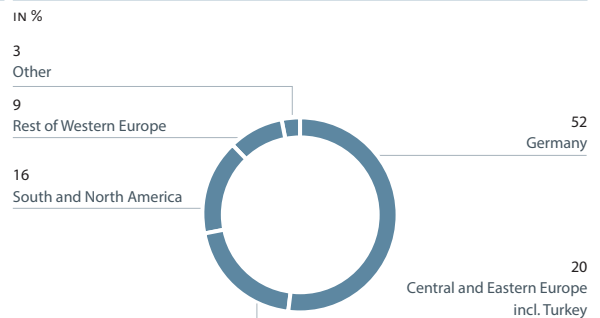 IN %
3
Other
9
Rest of Western Europe
16
South and North America
52
Germany
20
Central and Eastern Europe
incl. Turkey